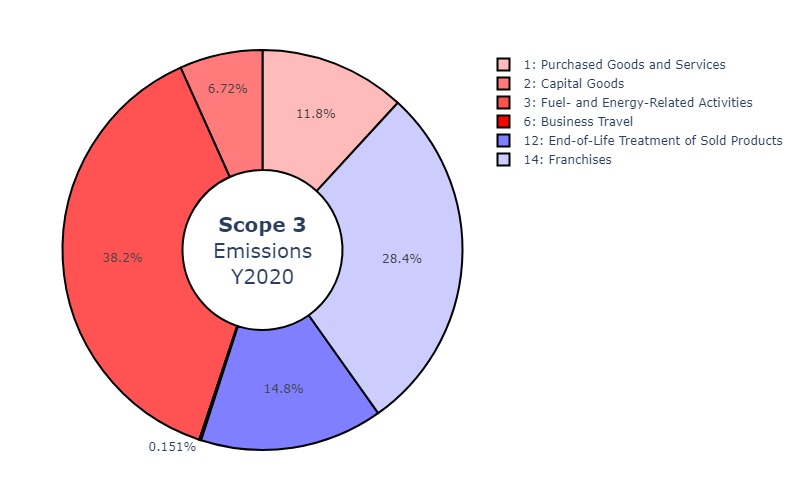 6.72%
11.8%
38.2%
28.4%
14.8%
0.151%
Scope 3
Emissions
Y2020
1: Purchased Goods and Services
2: Capital Goods
3: Fuel- and Energy-Related Activities
6: Business Travel
12: End-of-Life Treatment of Sold Products
14: Franchises